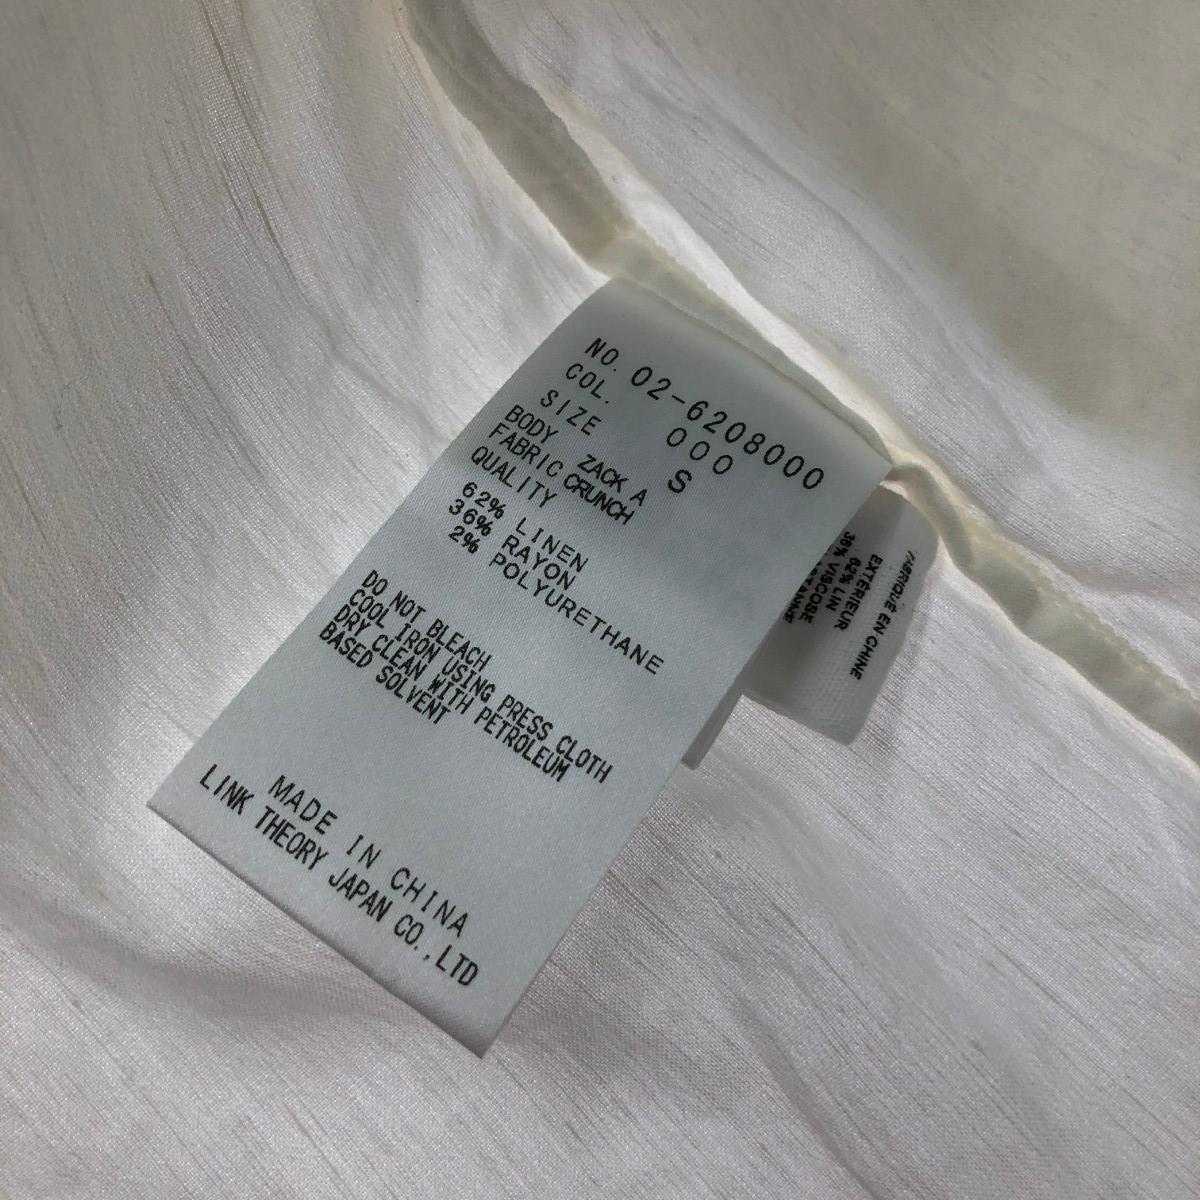 NO. 02-6208000
COL. 000
SIZE S
BODY ZACK A
FABRIC CRUNCH
QUALITY
62% LINEN
36% RAYON
2% POLYURETHANE
DO NOT BLEACH
COOL IRON USING PRESS CLOTH
DRY CLEAN WITH PETROLEUM
BASED SOLVENT
MADE IN CHINA
LINK THEORY JAPAN CO.,LTD
FABRIQUÉ EN CHINE
EXTÉRIEUR
62% LIN
36% VISCOSE